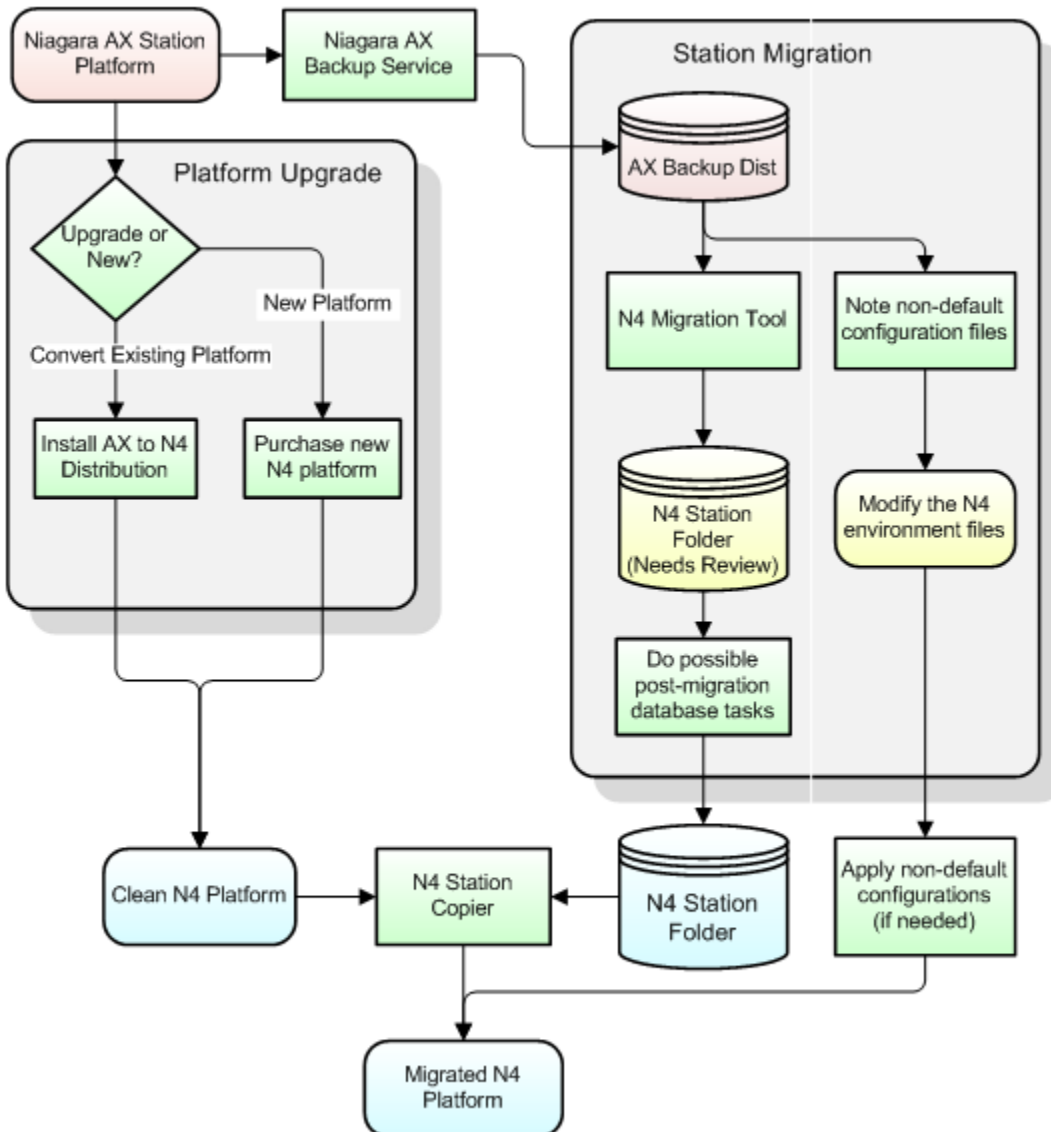 Niagara AX Station
Platform
Niagara AX
Backup Service
Station Migration
AX Backup Dist
Platform Upgrade
Upgrade or
New?
New Platform
Convert Existing Platform
Install AX to N4
Distribution
Purchase new
N4 platform
N4 Migration Tool
Note non-default
configuration files
N4 Station
Folder
(Needs Review)
Modify the N4
environment files
Do possible
post-migration
database tasks
Clean N4 Platform
N4 Station
Copier
N4 Station
Folder
Apply non-default
configurations
(if needed)
Migrated N4
Platform